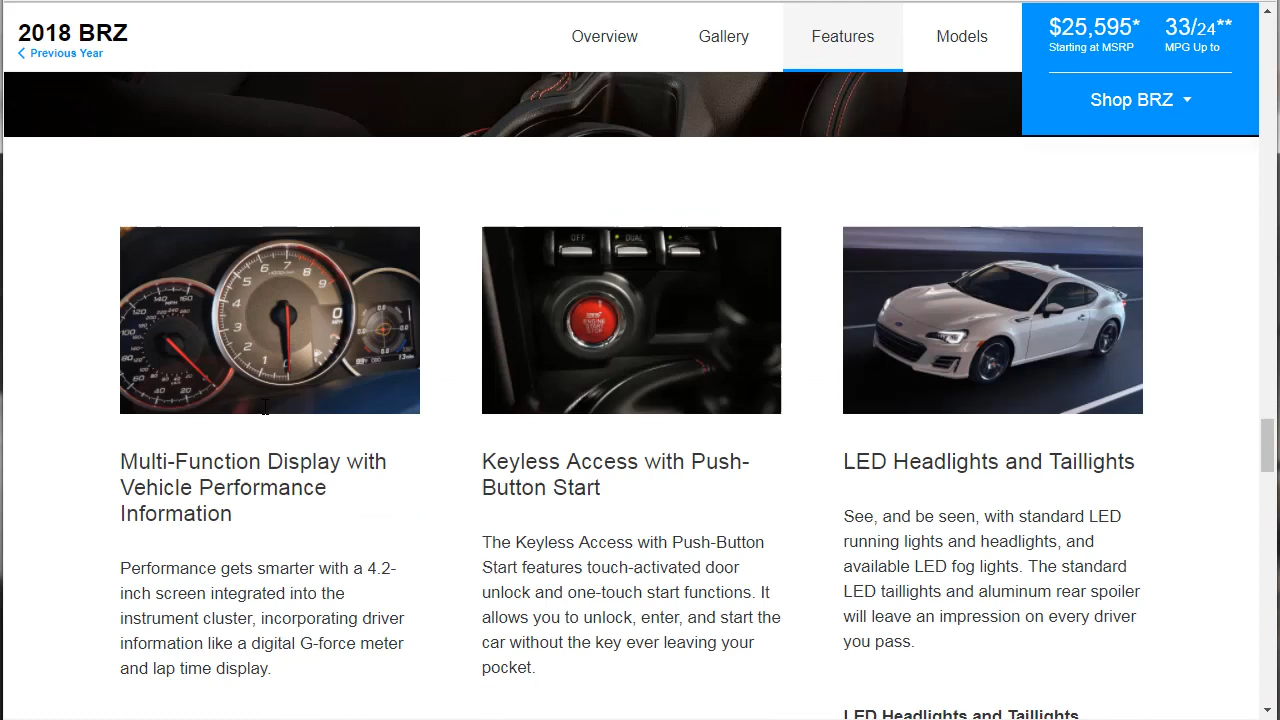 2018 BRZ
Previous Year
Overview
Gallery
Features
Models
$25,595*
Starting at MSRP
33/24**
MPG Up to
Shop BRZ
OFF
DUAL
ENGINE
START
STOP
Multi-Function Display with
Vehicle Performance
Information
Performance gets smarter with a 4.2-
inch screen integrated into the
instrument cluster, incorporating driver
information like a digital G-force meter
and lap time display.
Keyless Access with Push-
Button Start
The Keyless Access with Push-Button
Start features touch-activated door
unlock and one-touch start functions. It
allows you to unlock, enter, and start the
car without the key ever leaving your
pocket.
LED Headlights and Taillights
See, and be seen, with standard LED
running lights and headlights, and
available LED fog lights. The standard
LED taillights and aluminum rear spoiler
will leave an impression on every driver
you pass.
LED Headlights and Taillights